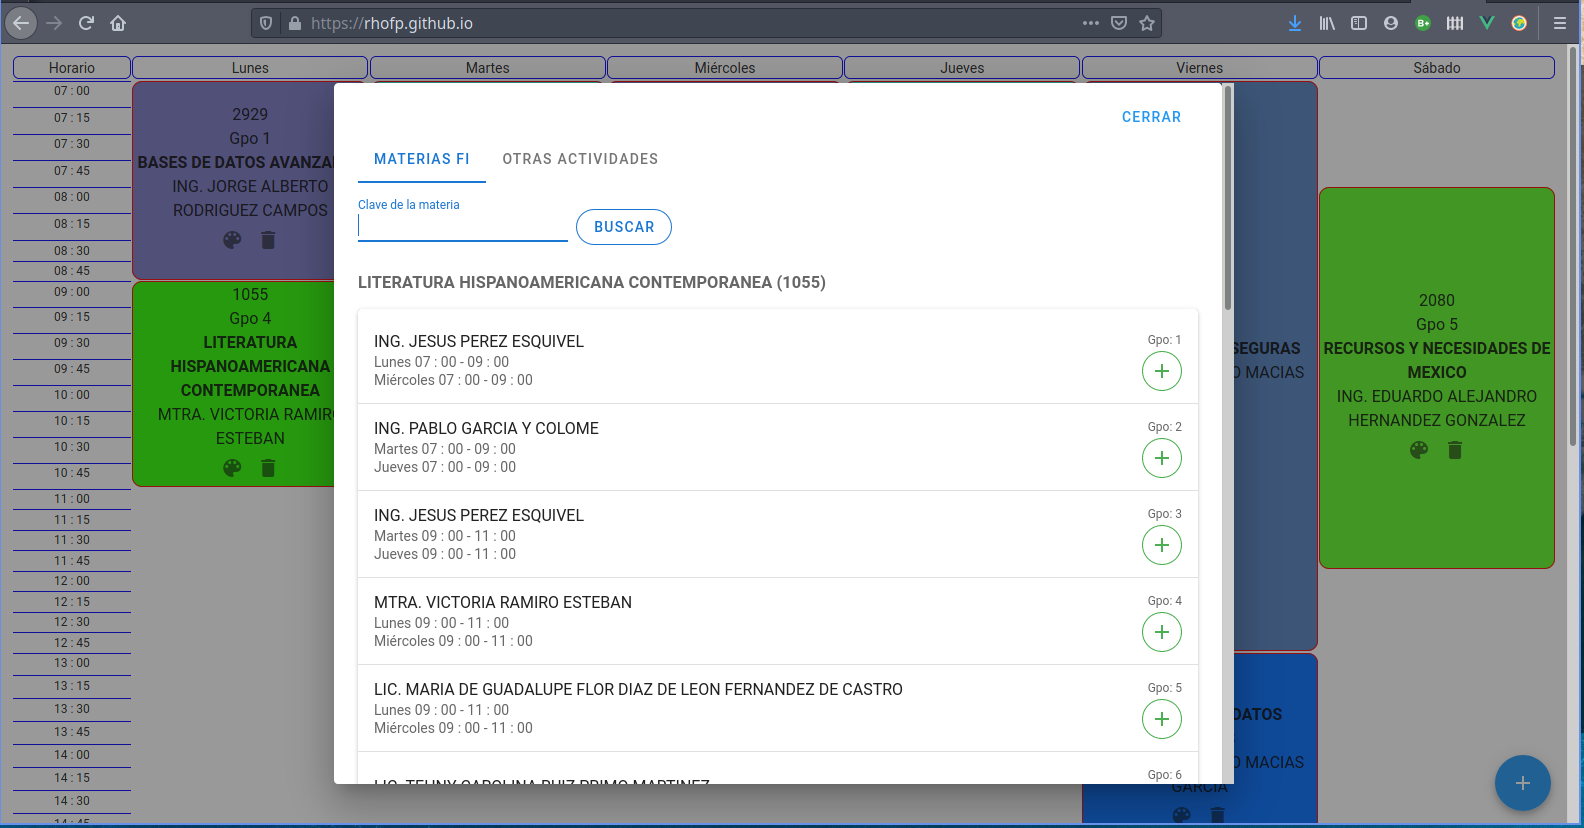 https://rhofp.github.io
Horario
Lunes
Martes
Miércoles
Jueves
Viernes
Sábado
07 : 00
07 : 15
07 : 30
07 : 45
08 : 00
08 : 15
08 : 30
08 : 45
09 : 00
09 : 15
09 : 30
09 : 45
10 : 00
10 : 15
10 : 30
10 : 45
11 : 00
11 : 15
11 : 30
11 : 45
12 : 00
12 : 15
12 : 30
12 : 45
13 : 00
13 : 15
13 : 30
13 : 45
14 : 00
14 : 15
14 : 30
14 : 45
2929
Gpo 1
BASES DE DATOS AVANZA
ING. JORGE ALBERTO
RODRIGUEZ CAMPOS
1055
Gpo 4
LITERATURA
HISPANOAMERICANA
CONTEMPORANEA
MTRA. VICTORIA RAMIR
ESTEBAN
CERRAR
MATERIAS FI
OTRAS ACTIVIDADES
Clave de la materia
BUSCAR
LITERATURA HISPANOAMERICANA CONTEMPORANEA (1055)
ING. JESUS PEREZ ESQUIVEL
Gpo: 1
Lunes 07 : 00 - 09 : 00
Miércoles 07 : 00 - 09 : 00
ING. PABLO GARCIA Y COLOME
Gpo: 2
Martes 07 : 00 - 09 : 00
Jueves 07 : 00 - 09 : 00
ING. JESUS PEREZ ESQUIVEL
Gpo: 3
Martes 09 : 00 - 11 : 00
Jueves 09 : 00 - 11 : 00
MTRA. VICTORIA RAMIRO ESTEBAN
Gpo: 4
Lunes 09 : 00 - 11 : 00
Miércoles 09 : 00 - 11 : 00
LIC. MARIA DE GUADALUPE FLOR DIAZ DE LEON FERNANDEZ DE CASTRO
Gpo: 5
Lunes 09 : 00 - 11 : 00
Miércoles 09 : 00 - 11 : 00
LIC. CAROLINA RUIZ PRIMO MARTINEZ
Gpo: 6
SEGURAS
O MACIAS
DATOS
O MACIAS
GARCIA
2080
Gpo 5
RECURSOS Y NECESIDADES DE
MEXICO
ING. EDUARDO ALEJANDRO
HERNANDEZ GONZALEZ